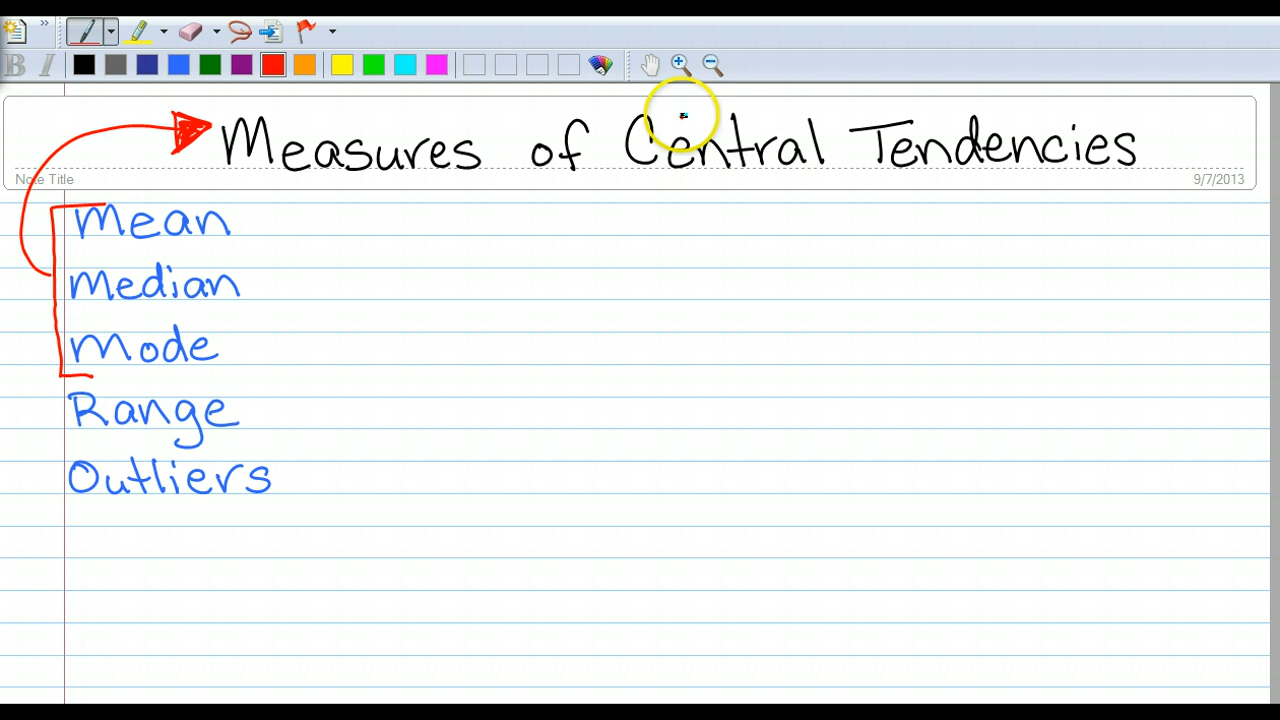 B I
Measures of Central Tendencies
Note Title 9/7/2013
Mean
Median
Mode
Range
Outliers